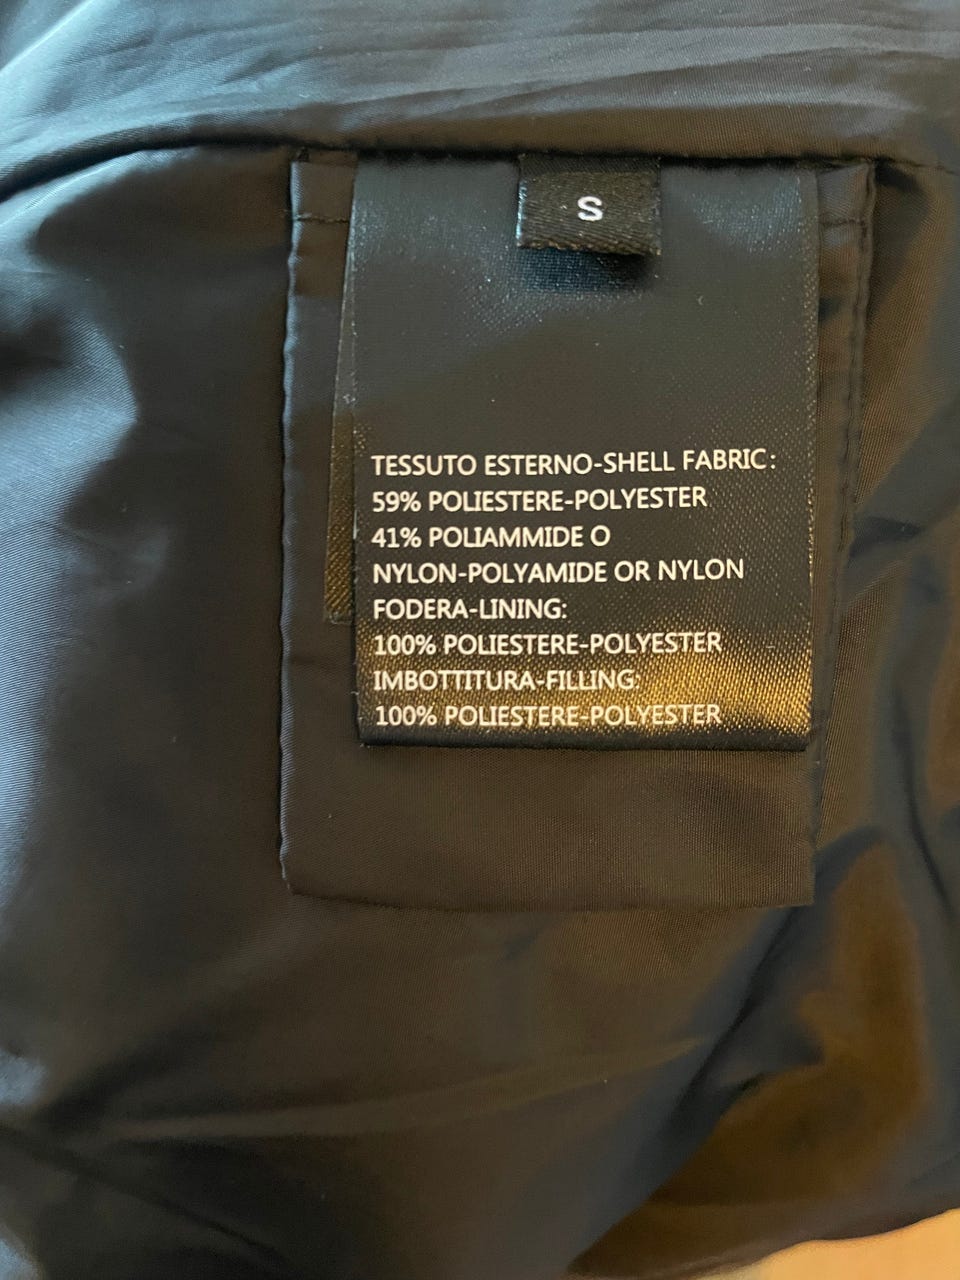 S
TESSUTO ESTERNO-SHELL FABRIC:
59% POLIESTERE-POLYESTER
41% POLIAMMIDE O
NYLON-POLYAMIDE OR NYLON
FODERA-LINING:
100% POLIESTERE-POLYESTER
IMBOTTITURA-FILLING:
100% POLIESTERE-POLYESTER